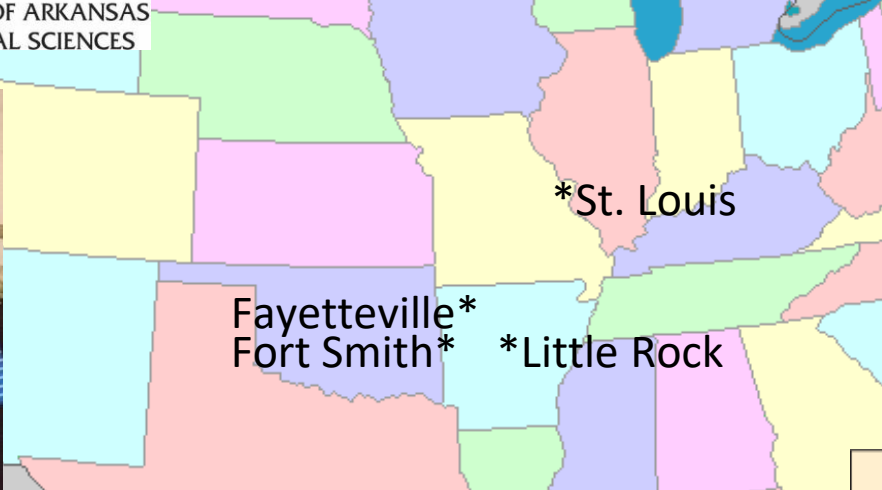 OF ARKANSAS
AL SCIENCES
*St. Louis
Fayetteville*
Fort Smith* *Little Rock